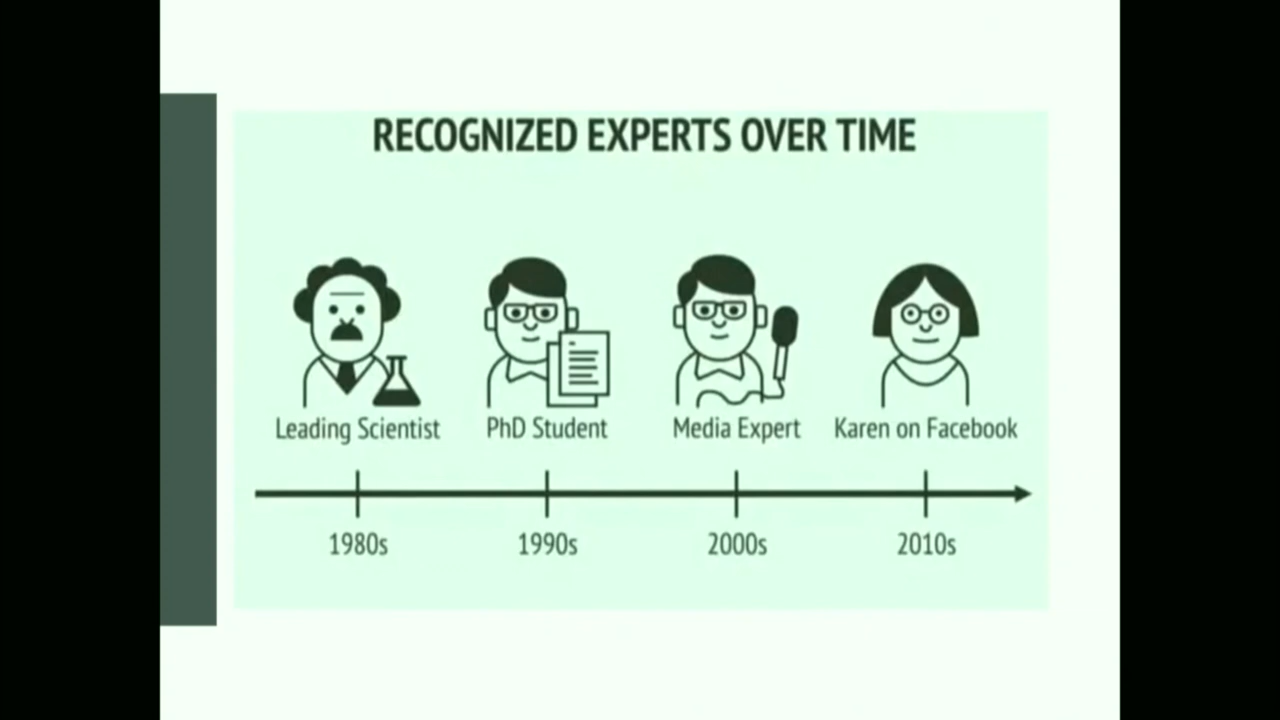 RECOGNIZED EXPERTS OVER TIME
Leading Scientist
PhD Student
Media Expert
Karen on Facebook
1980s
1990s
2000s
2010s